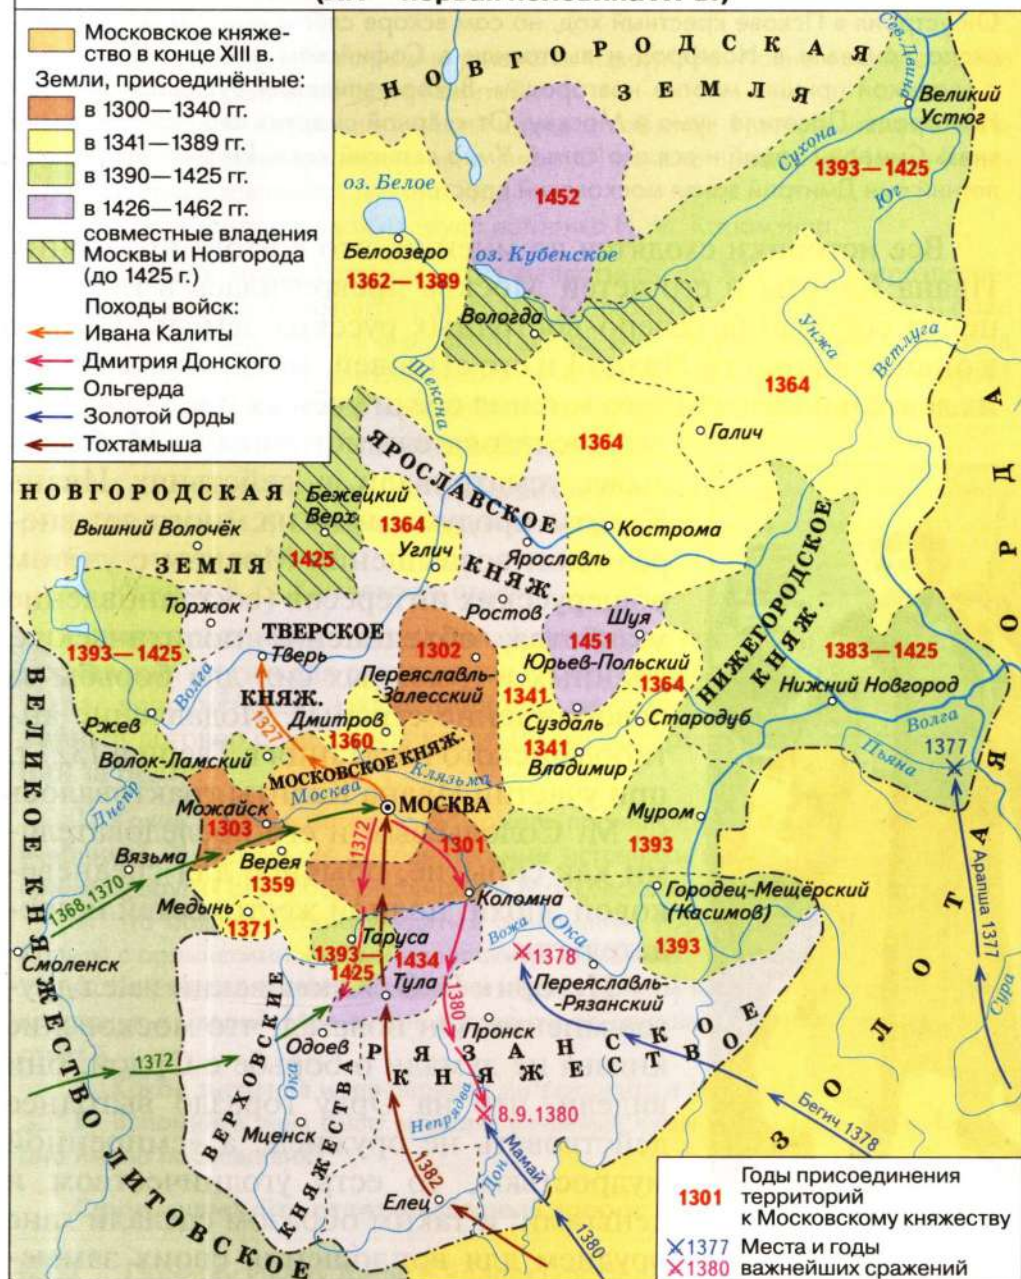 Московское княже-
ство в конце XIII в.
Земли, присоединённые:
в 1300—1340 гг.
в 1341—1389 гг.
в 1390—1425 гг.
в 1426—1462 гг.
совместные владения
Москвы и Новгорода
(до 1425 г.)
Походы войск:
Ивана Калиты
Дмитрия Донского
Ольгерда
Золотой Орды
Тохтамыша
НОВГОРОДСКАЯ
ЗЕМЛЯ
Сев. Двина
Великий
Устюг
Сухона
1393—1425
Юг
оз. Белое
1452
Белоозеро
оз. Кубенское
1362—1389
Вологда
Унжа
Ветлуга
Шексна
1364
1364
Галич
ЯРОСЛАВСКОЕ
КНЯЖ.
НОВГОРОДСКАЯ
ЗЕМЛЯ
Бежецкий
Верх
1364
Кострома
Вышний Волочёк
Углич
Ярославль
1425
Ростов
Торжок
ТВЕРСКОЕ
КНЯЖ.
Шуя
1451
НИЖЕГОРОДСКОЕ
КНЯЖ.
1393—1425
Тверь
1302
Юрьев-Польский
1383—1425
Волга
Переяславль-
Залесский
1364
Нижний Новгород
1341
Ржев
Дмитров
Суздаль
Стародуб
Волга
1327
1360
1341
1377
Волок-Ламский
МОСКОВСКОЕ КНЯЖ.
Владимир
Пьяна
Клязьма
Днепр
Москва
Можайск
МОСКВА
1303
Муром
1372
1301
Вязьма
Верея
1393
1368, 1370
1359
Коломна
Городец-Мещёрский
(Касимов)
Арапша 1377
Медынь
1371
Таруса
Вожа
Ока
1393—
1425
1434
1378
1393
Смоленск
Тула
Переяславль-
Рязанский
Сура
1380
Пронск
1372
Одоев
РЯЗАНСКОЕ
КНЯЖЕСТВО
Ока
ВЕРХОВСКИЕ
КНЯЖЕСТВА
Непрядва
8.9.1380
Бегич 1378
Мценск
Мамай
1380
Дон
1382
Елец
ВЕЛИКОЕ КНЯЖЕСТВО ЛИТОВСКОЕ
ЗОЛОТАЯ ОРДА
1301
Годы присоединения
территорий
к Московскому княжеству
1377
1380
Места и годы
важнейших сражений